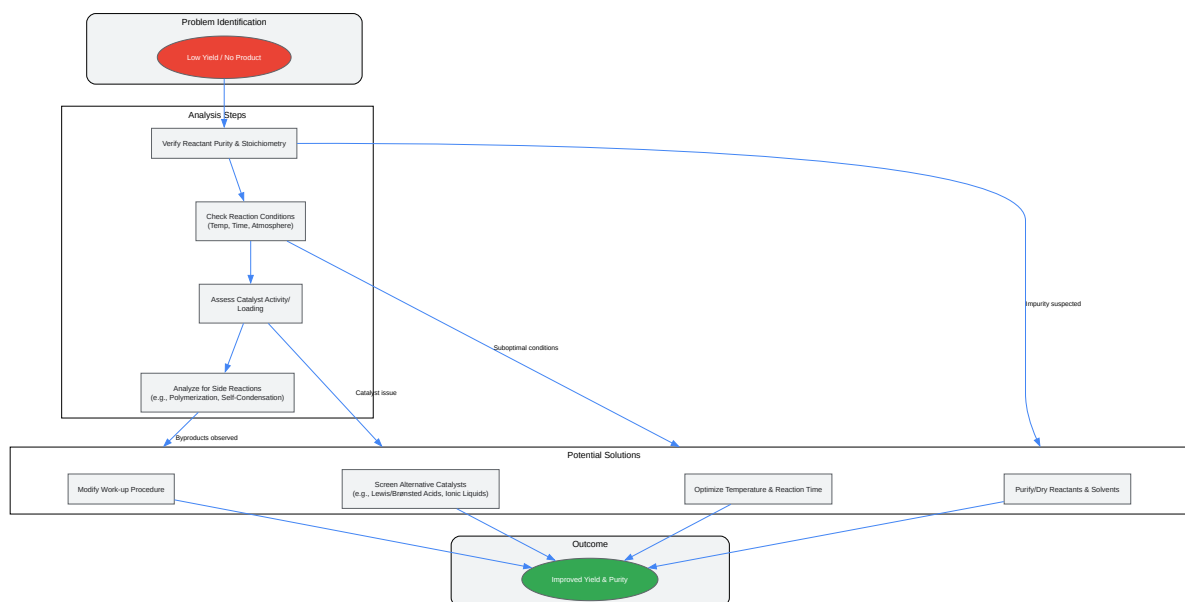 Problem Identification
Low Yield / No Product
Analysis Steps
Verify Reactant Purity & Stoichiometry
Check Reaction Conditions
(Temp, Time, Atmosphere)
Assess Catalyst Activity/
Loading
Impurity suspected
Suboptimal conditions
Analyze for Side Reactions
(e.g., Polymerization, Self-Condensation)
Catalyst issue
Byproducts observed
Potential Solutions
Modify Work-up Procedure
Screen Alternative Catalysts
(e.g., Lewis/Brønsted Acids, Ionic Liquids)
Optimize Temperature & Reaction Time
Purify/Dry Reactants & Solvents
Outcome
Improved Yield & Purity